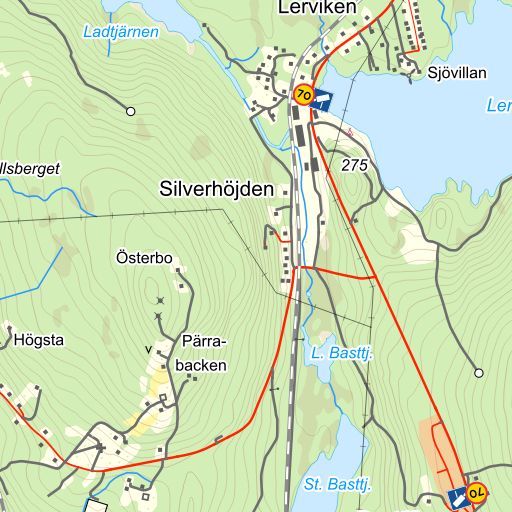 Lerviken
Ladtjärnen
Sjövillan
70
Ler
llsberget
275
Silverhöjden
Österbo
Högsta
v
Pärra-
backen
L. Basttj.
St. Basttj.
70